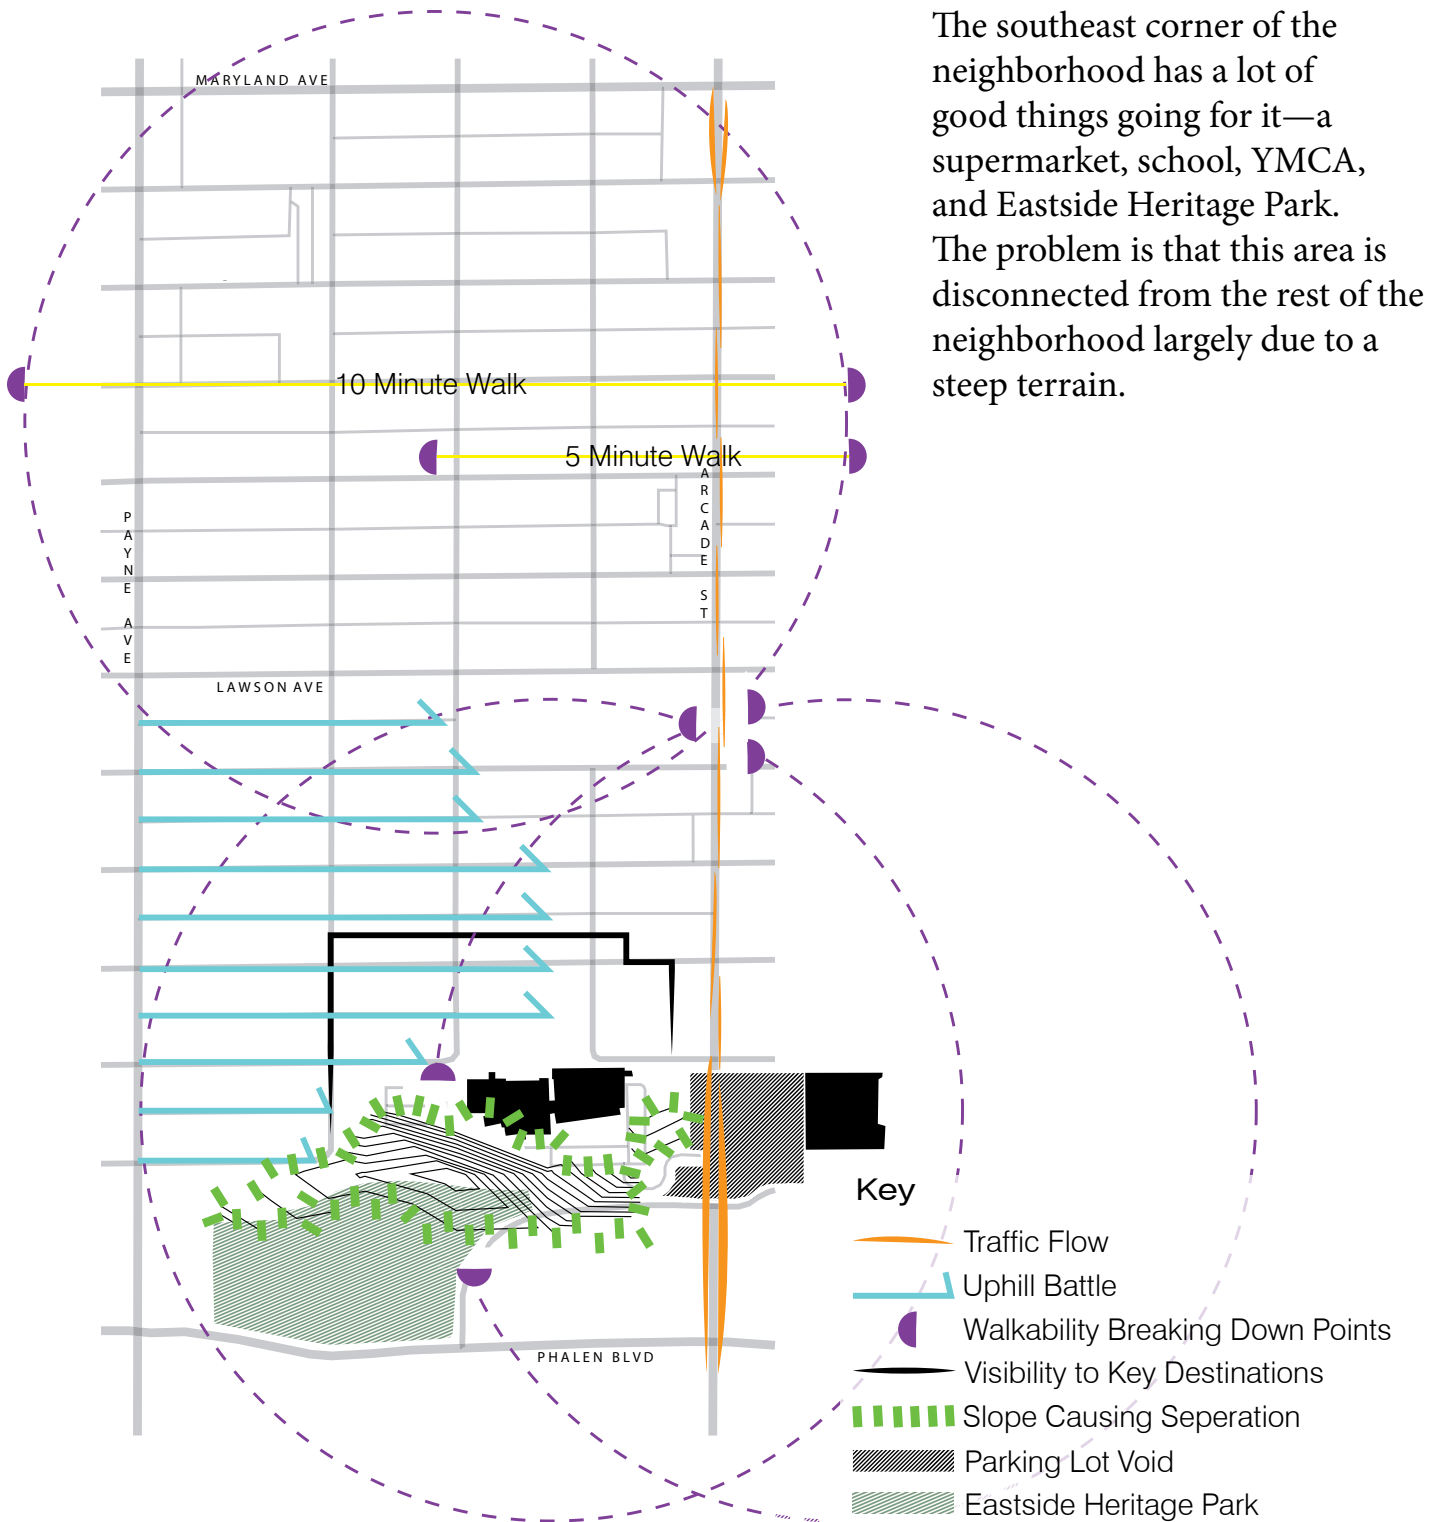 The southeast corner of the
neighborhood has a lot of
good things going for it—a
supermarket, school, YMCA,
and Eastside Heritage Park.
The problem is that this area is
disconnected from the rest of the
neighborhood largely due to a
steep terrain.
MARYLAND AVE
10 Minute Walk
5 Minute Walk
ARCADE ST
PAYNE AVE
LAWSON AVE
PHALEN BLVD
Key
Traffic Flow
Uphill Battle
Walkability Breaking Down Points
Visibility to Key Destinations
Slope Causing Seperation
Parking Lot Void
Eastside Heritage Park